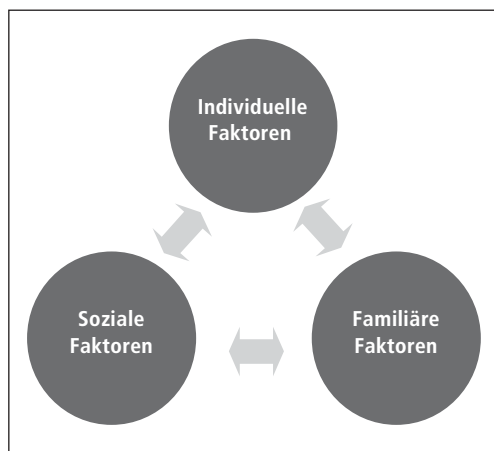 Individuelle
Faktoren
Soziale
Faktoren
Familiäre
Faktoren